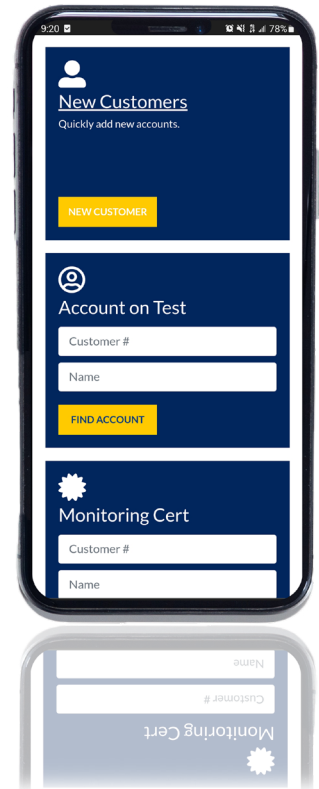 9:20
78%
New Customers
Quickly add new accounts.
NEW CUSTOMER
Account on Test
Customer #
Name
FIND ACCOUNT
Monitoring Cert
Customer #
Name
Name
Customer #
Monitoring Cert